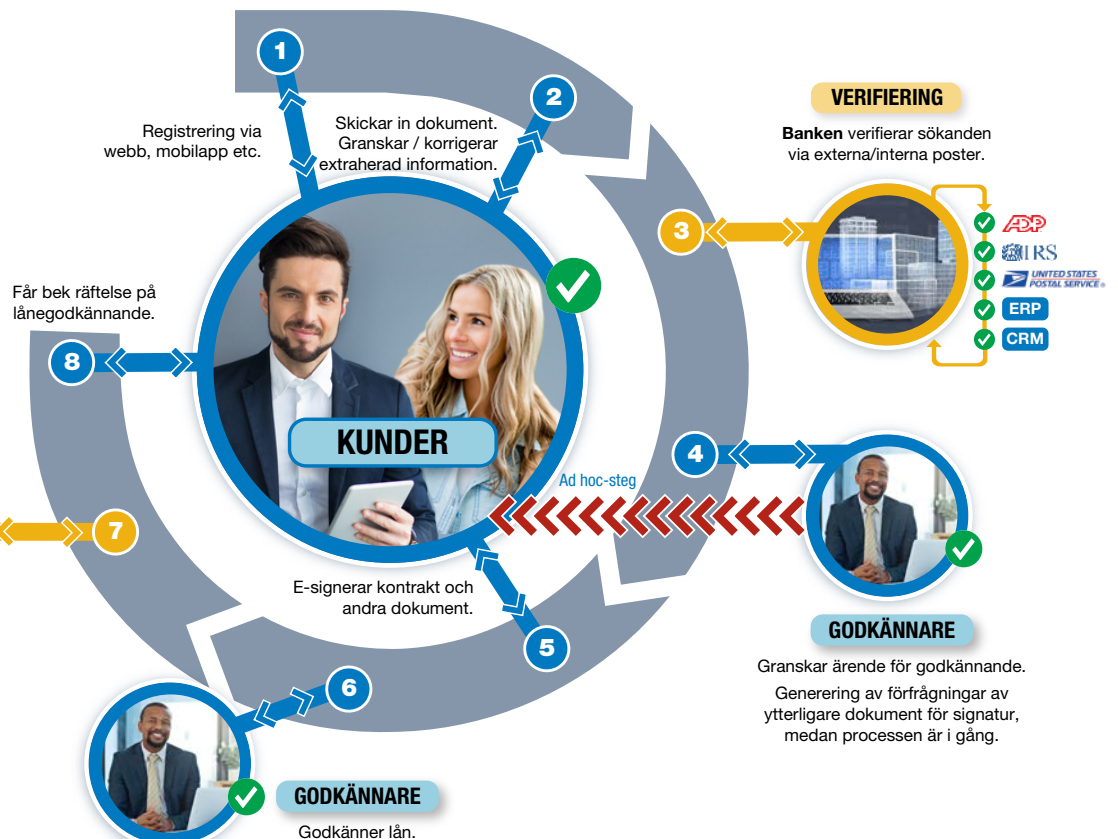 1
Registrering via
webb, mobilapp etc.
2
Skickar in dokument.
Granskar / korrigerar
extraherad information.
VERIFIERING
Banken verifierar sökanden
via externa/interna poster.
3
ADP
IRS
UNITED STATES
POSTAL SERVICE®
ERP
CRM
Får bek räftelse på
lånegodkännande.
8
KUNDER
4
Ad hoc-steg
7
E-signerar kontrakt och
andra dokument.
5
GODKÄNNARE
Granskar ärende för godkännande.
Generering av förfrågningar av
ytterligare dokument för signatur,
medan processen är i gång.
6
GODKÄNNARE
Godkänner lån.